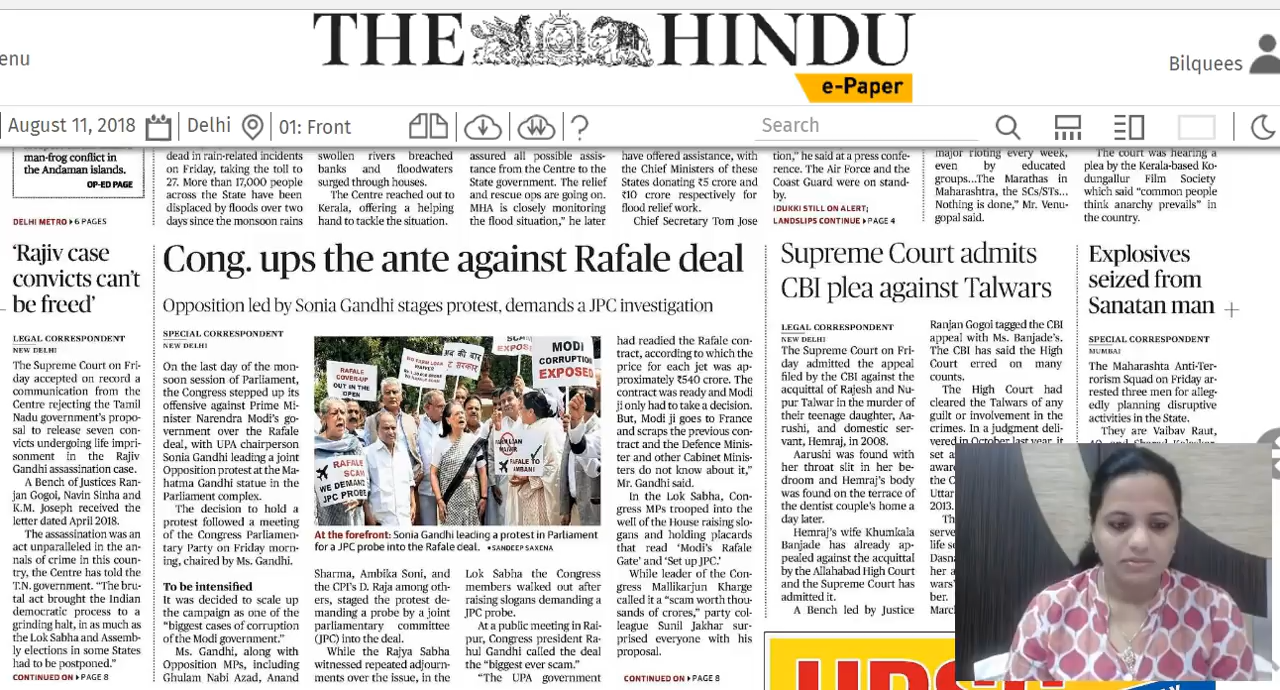 THE HINDU
e-Paper
enu
Bilquees
August 11, 2018
Delhi
01: Front
?
Search
man-frog conflict in
the Andaman islands.
OP-ED PAGE
DELHI METRO ▸ 6 PAGES
dead in rain-related incidents
on Friday, taking the toll to
27. More than 17,000 people
across the State have been
displaced by floods over two
days since the monsoon rains
swollen rivers breached
banks and floodwaters
surged through houses.
The Centre reached out to
Kerala, offering a helping
hand to tackle the situation.
assured all possible assis-
tance from the Centre to the
State government. The relief
and rescue ops are going on.
MHA is closely monitoring
the flood situation," he later
have offered assistance, with
the Chief Ministers of these
States donating ₹5 crore and
₹10 crore respectively for
flood relief work.
Chief Secretary Tom Jose
tion," he said at a press confe-
rence. The Air Force and the
Coast Guard were on stand-
by.
IDUKKI STILL ON ALERT;
LANDSLIPS CONTINUE ▸ PAGE 4
major rioting every week,
even by educated
groups...The Marathas in
Maharashtra, the SCs/STs...
Nothing is done," Mr. Venu-
gopal said.
The court was hearing a
plea by the Kerala-based Ko-
dungallur Film Society
which said "common people
think anarchy prevails" in
the country.
'Rajiv case
convicts can't
be freed'
LEGAL CORRESPONDENT
NEW DELHI
The Supreme Court on Fri-
day accepted on record a
communication from the
Centre rejecting the Tamil
Nadu government's propo-
sal to release seven con-
victs undergoing life impri-
sonment in the Rajiv
Gandhi assassination case.
A Bench of Justices Ran-
jan Gogoi, Navin Sinha and
K.M. Joseph received the
letter dated April 2018.
The assassination was an
act unparalleled in the an-
nals of crime in this coun-
try, the Centre has told the
T.N. government. "The bru-
tal act brought the Indian
democratic process to a
grinding halt, in as much as
the Lok Sabha and Assemb-
ly elections in some States
had to be postponed."
CONTINUED ON ▸ PAGE 8
Cong. ups the ante against Rafale deal
Opposition led by Sonia Gandhi stages protest, demands a JPC investigation
SPECIAL CORRESPONDENT
NEW DELHI
On the last day of the mon-
soon session of Parliament,
the Congress stepped up its
offensive against Prime Mi-
nister Narendra Modi's go-
vernment over the Rafale
deal, with UPA chairperson
Sonia Gandhi leading a joint
Opposition protest at the Ma-
hatma Gandhi statue in the
Parliament complex.
The decision to hold a
protest followed a meeting
of the Congress Parliamen-
tary Party on Friday morn-
ing, chaired by Ms. Gandhi.
To be intensified
It was decided to scale up
the campaign as one of the
"biggest cases of corruption
of the Modi government."
Ms. Gandhi, along with
Opposition MPs, including
Ghulam Nabi Azad, Anand
RAFALE
COVER-UP
OUT IN THE
OPEN
MODI
CORRUPTION
EXPOSED
RAFALE
SCAM
WE DEMAND
JPC PROBE
At the forefront: Sonia Gandhi leading a protest in Parliament
for a JPC probe into the Rafale deal. ▪ SANDEEP SAXENA
Sharma, Ambika Soni, and
the CPI's D. Raja among oth-
ers, staged the protest de-
manding a probe by a joint
parliamentary committee
(JPC) into the deal.
While the Rajya Sabha
witnessed repeated adjourn-
ments over the issue, in the
Lok Sabha the Congress
members walked out after
raising slogans demanding a
JPC probe.
At a public meeting in Rai-
pur, Congress president Ra-
hul Gandhi called the deal
the "biggest ever scam."
"The UPA government
had readied the Rafale con-
tract, according to which the
price for each jet was ap-
proximately ₹540 crore. The
contract was ready and Modi
ji only had to take a decision.
But, Modi ji goes to France
and scraps the previous con-
tract and the Defence Minis-
ter and other Cabinet Minis-
ters do not know about it,"
Mr. Gandhi said.
In the Lok Sabha, Con-
gress MPs trooped into the
well of the House raising slo-
gans and holding placards
that read 'Modi's Rafale
Gate' and 'Set up JPC.'
While leader of the Con-
gress Mallikarjun Kharge
called it a "scam worth thou-
sands of crores," party col-
league Sunil Jakhar sur-
prised everyone with his
proposal.
CONTINUED ON ▸ PAGE 8
Supreme Court admits
CBI plea against Talwars
LEGAL CORRESPONDENT
NEW DELHI
The Supreme Court on Fri-
day admitted the appeal
filed by the CBI against the
acquittal of Rajesh and Nu-
pur Talwar in the murder of
their teenage daughter, Aa-
rushi, and domestic ser-
vant, Hemraj, in 2008.
Aarushi was found with
her throat slit in her be-
droom and Hemraj's body
was found on the terrace of
the dentist couple's home a
day later.
Hemraj's wife Khumkala
Banjade has already ap-
pealed against the acquittal
by the Allahabad High Court
and the Supreme Court has
admitted it.
A Bench led by Justice
Ranjan Gogoi tagged the CBI
appeal with Ms. Banjade's.
The CBI has said the High
Court erred on many
counts.
The High Court had
cleared the Talwars of any
guilt or involvement in the
crimes. In a judgment deli-
vered in October last year, it
set a
awar
the C
Uttar
2013.
Th
serve
life s
Dasn
her a
wars'
ber.
Marc
Explosives
seized from
Sanatan man
SPECIAL CORRESPONDENT
MUMBAI
The Maharashtra Anti-Ter-
rorism Squad on Friday ar-
rested three men for alleg-
edly planning disruptive
activities in the State.
They are Vaibav Raut,